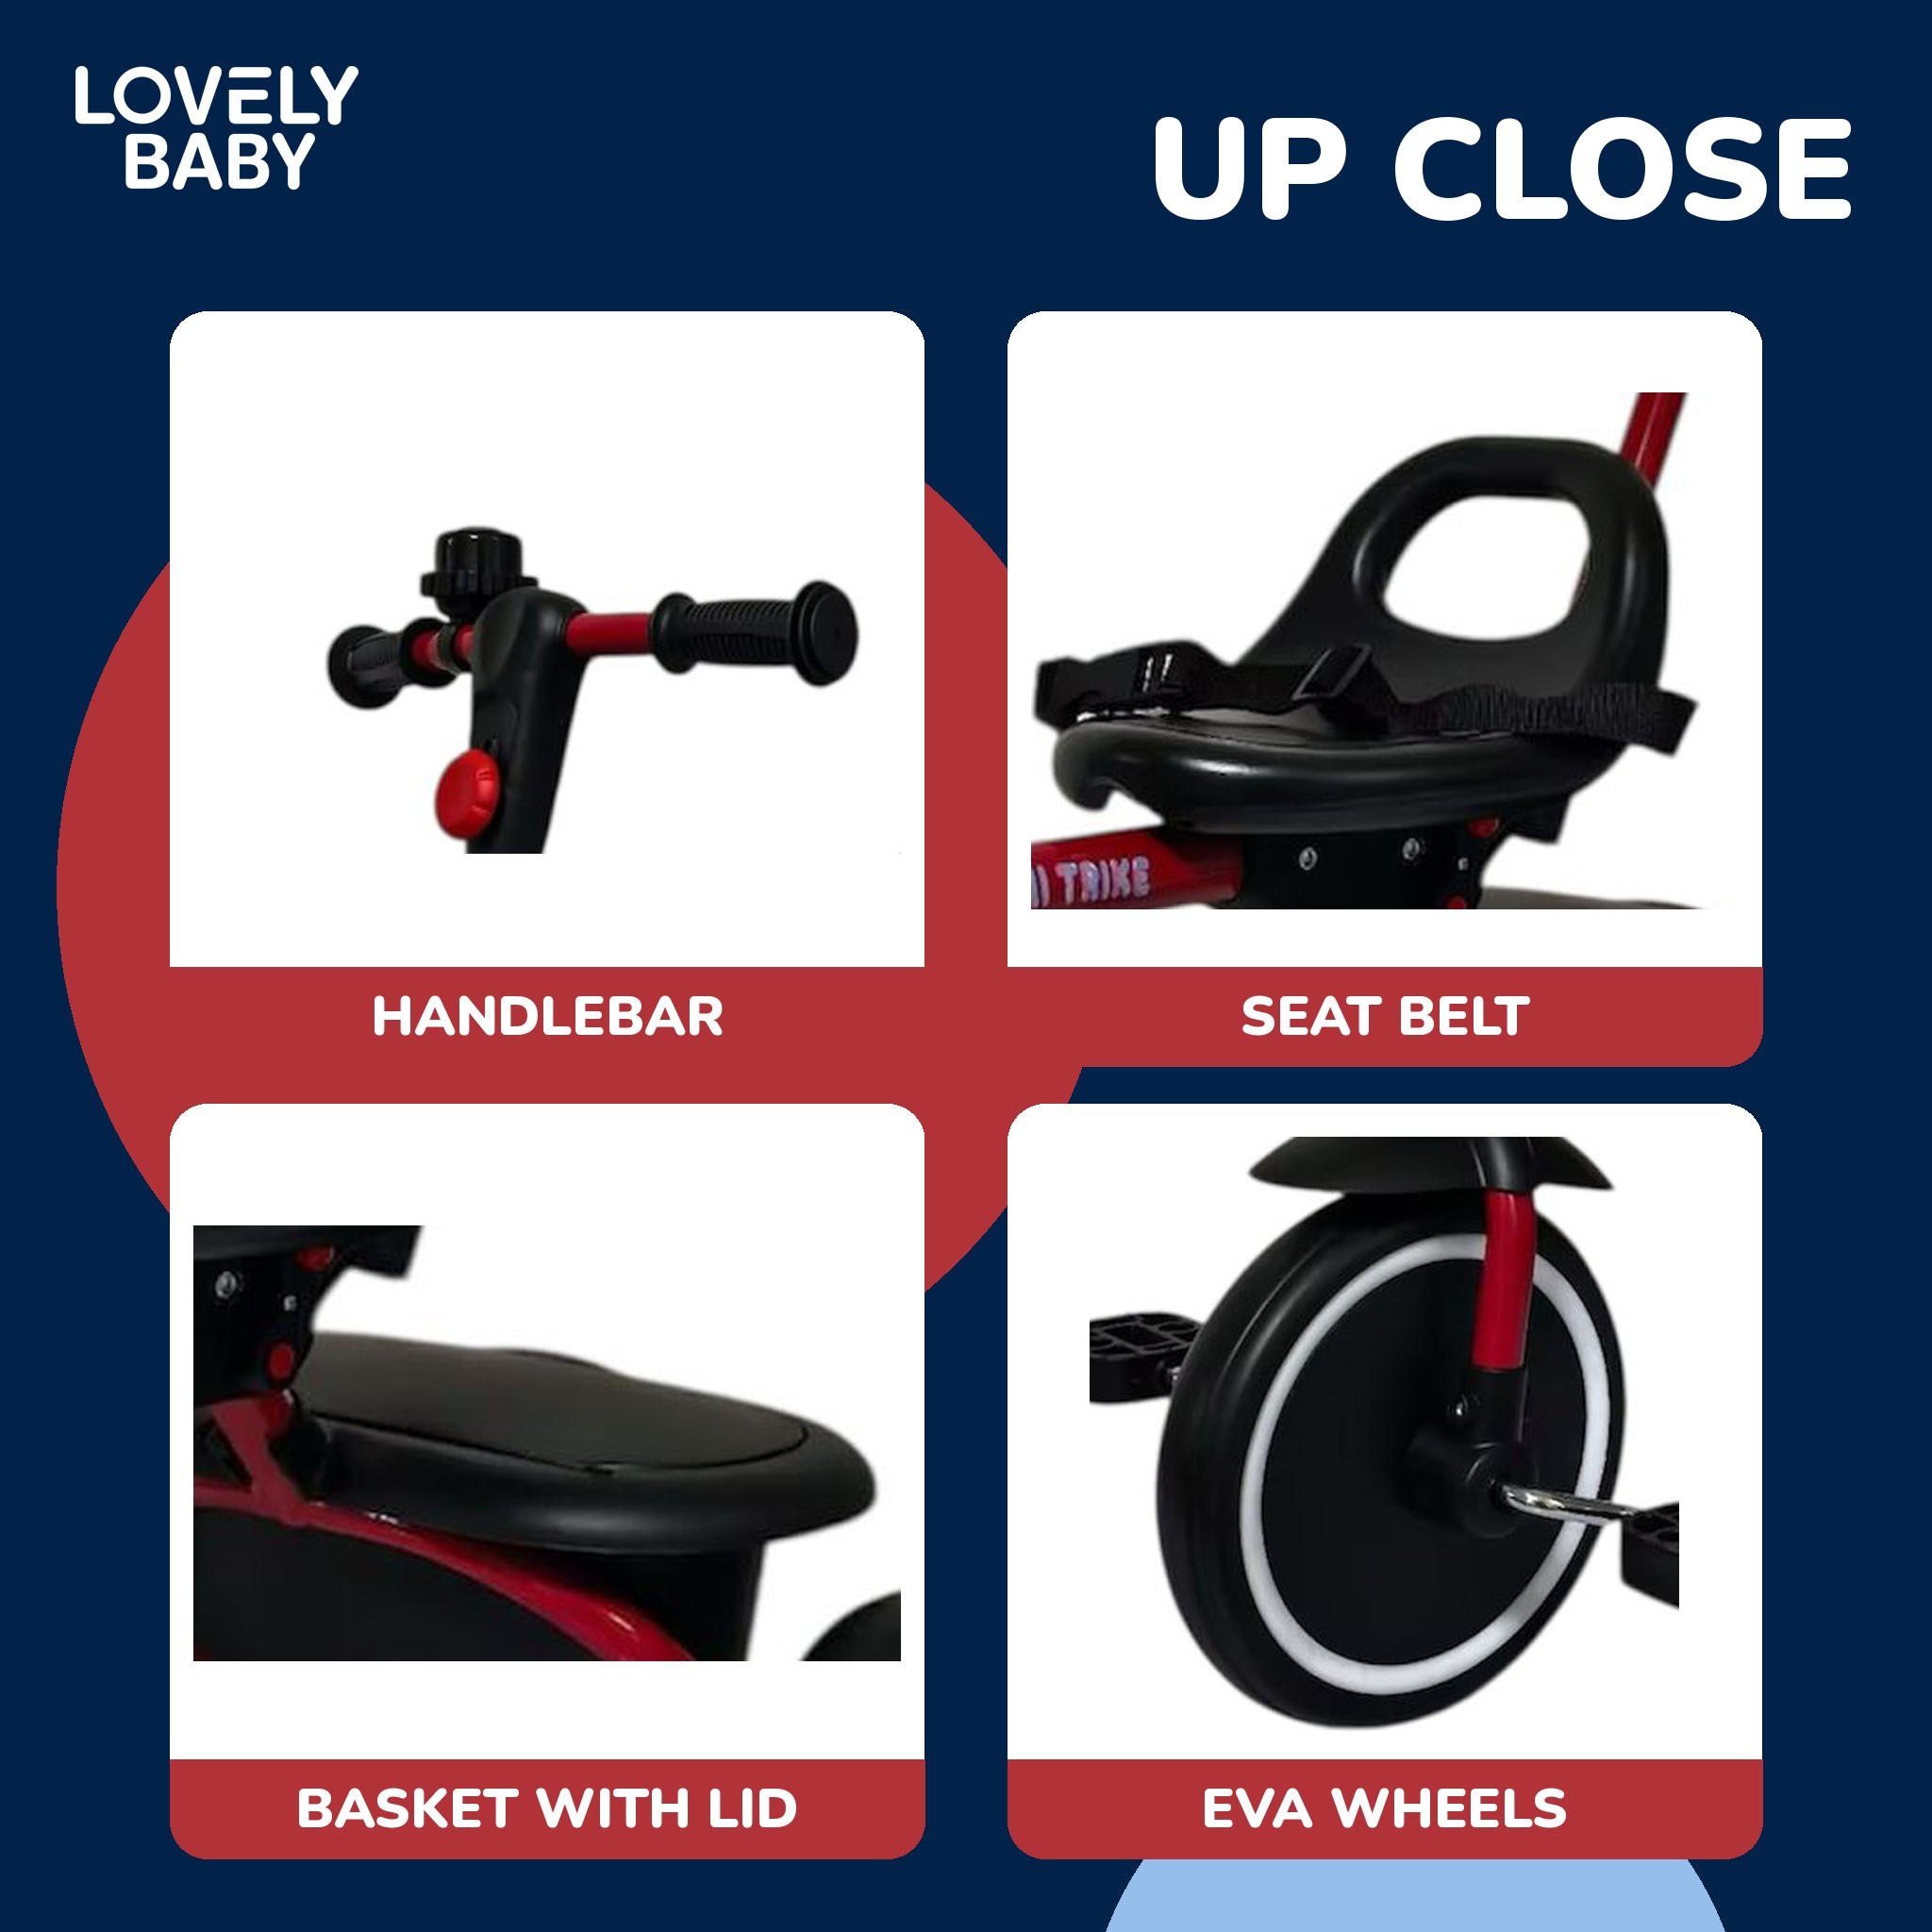 LOVELY
BABY
UP CLOSE
TRIKE
HANDLEBAR
SEAT BELT
BASKET WITH LID
EVA WHEELS